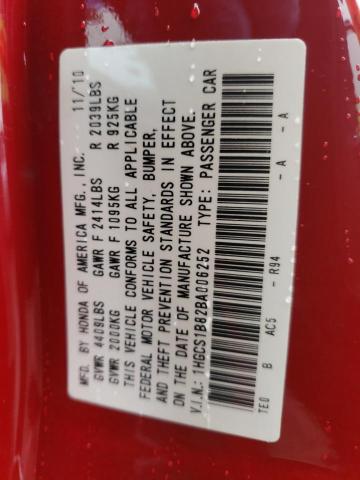 MFD. BY HONDA OF AMERICA MFG., INC. 11/10
GVWR 4409LBS GAWR F 2414LBS R 2039LBS
GVWR 2000KG GAWR F 1095KG R 925KG
THIS VEHICLE CONFORMS TO ALL APPLICABLE
FEDERAL MOTOR VEHICLE SAFETY, BUMPER,
AND THEFT PREVENTION STANDARDS IN EFFECT
ON THE DATE OF MANUFACTURE SHOWN ABOVE.
V.I.N.: 1HGCS1B82BA006252 TYPE: PASSENGER CAR
TE0 B AC5 - R94 - A - A